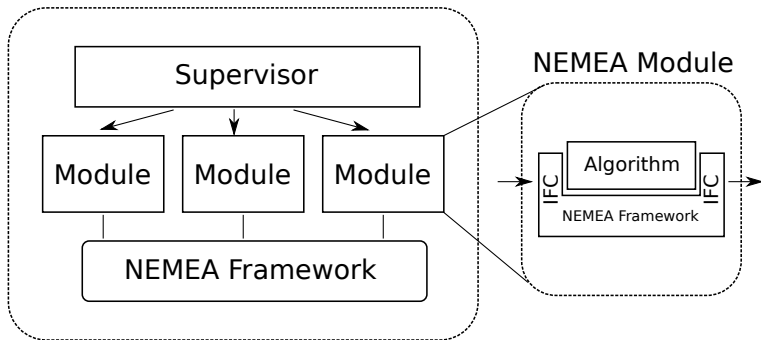 Supervisor
Module Module Module
NEMEA Framework
NEMEA Module
IFC
Algorithm
IFC
NEMEA Framework